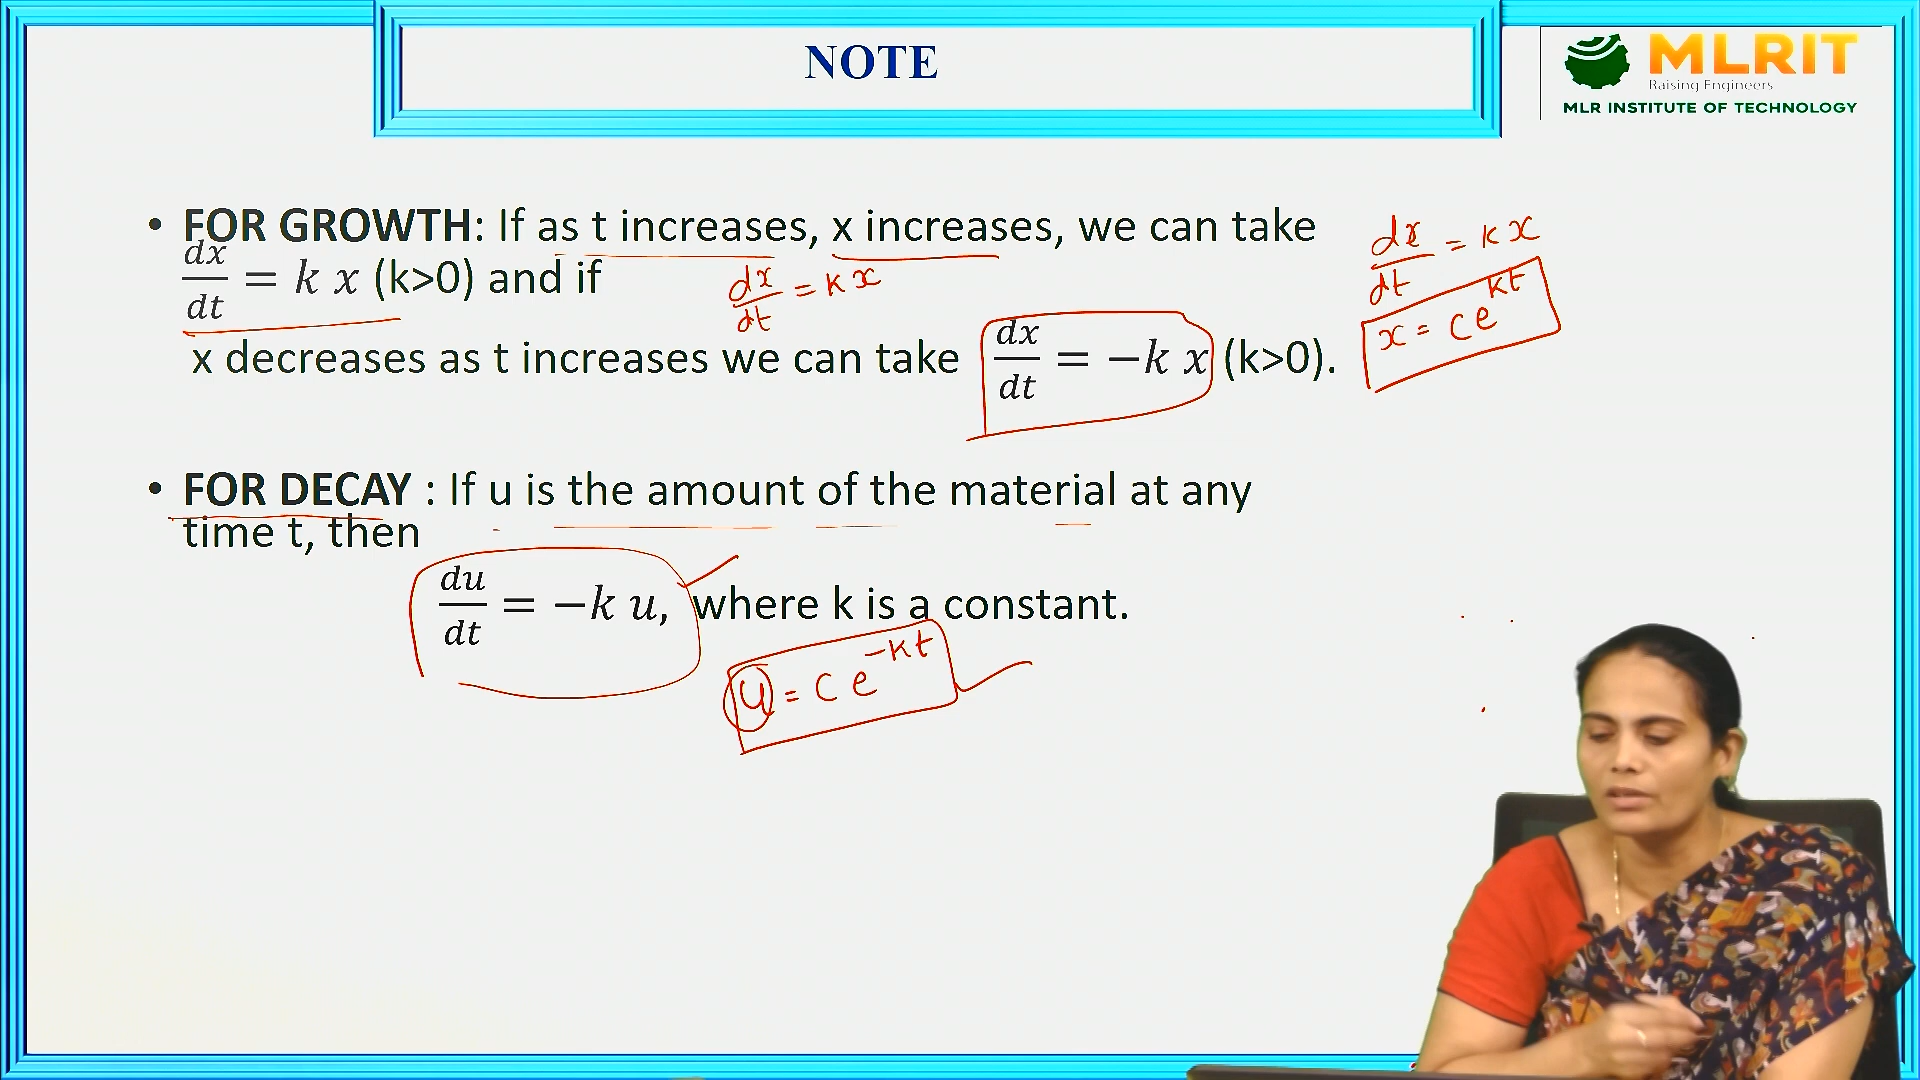 NOTE
MLRIT
Raising Engineers
MLR INSTITUTE OF TECHNOLOGY
• FOR GROWTH: If as t increases, x increases, we can take
dx/dt = k x (k>0) and if
dx/dt = kx
dx/dt = kx
x = ce^kt
x decreases as t increases we can take dx/dt = −k x (k>0).
• FOR DECAY : If u is the amount of the material at any
time t, then
du/dt = −k u, where k is a constant.
u = c e^-kt